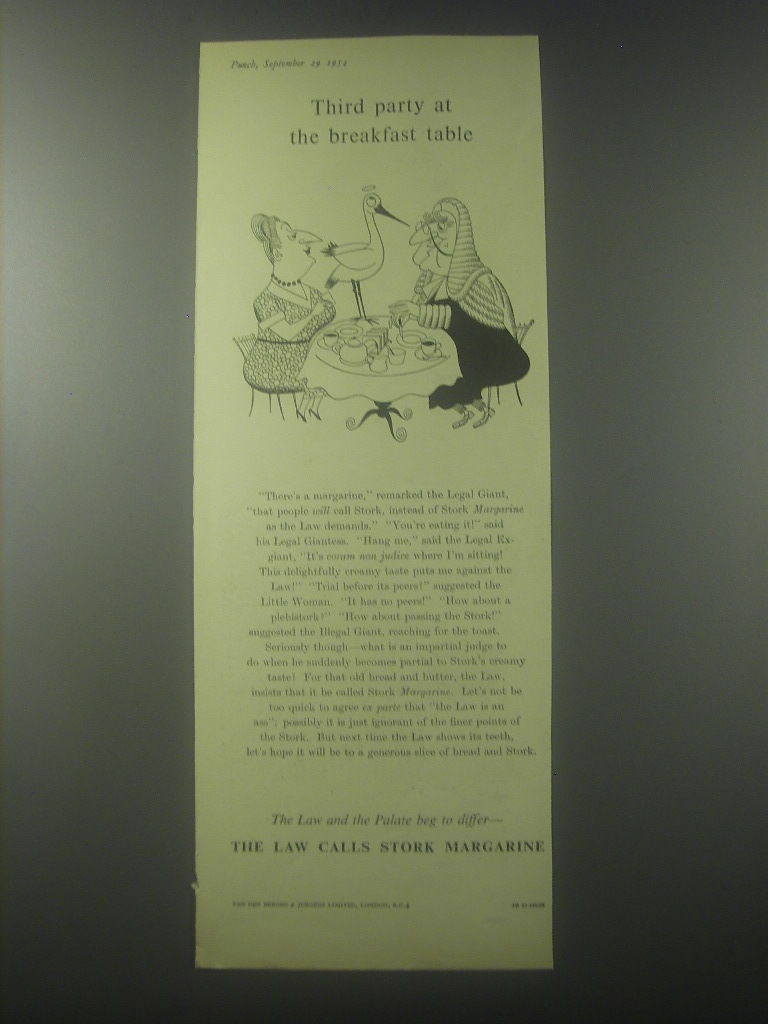 Punch, September 29 1954
Third party at
the breakfast table
"There's a margarine," remarked the Legal Giant,
"that people will call Stork, instead of Stork Margarine
as the Law demands." "You're eating it!" said
his Legal Giantess. "Hang me," said the Legal Ex-
giant, "It's coram non judice where I'm sitting!
This delightfully creamy taste puts me against the
Law!" "Trial before its peers?" suggested the
Little Woman. "It has no peers!" "How about a
plebistork?" "How about passing the Stork!"
suggested the Illegal Giant, reaching for the toast.
Seriously though—what is an impartial judge to
do when he suddenly becomes partial to Stork's creamy
taste? For that old bread and butter, the Law,
insists that it be called Stork Margarine. Let's not be
too quick to agree ex parte that "the Law is an
ass"; possibly it is just ignorant of the finer points of
the Stork. But next time the Law shows its teeth,
let's hope it will be to a generous slice of bread and Stork.
The Law and the Palate beg to differ—
THE LAW CALLS STORK MARGARINE
VAN DEN BERGHS & JURGENS LIMITED, LONDON, E.C.4